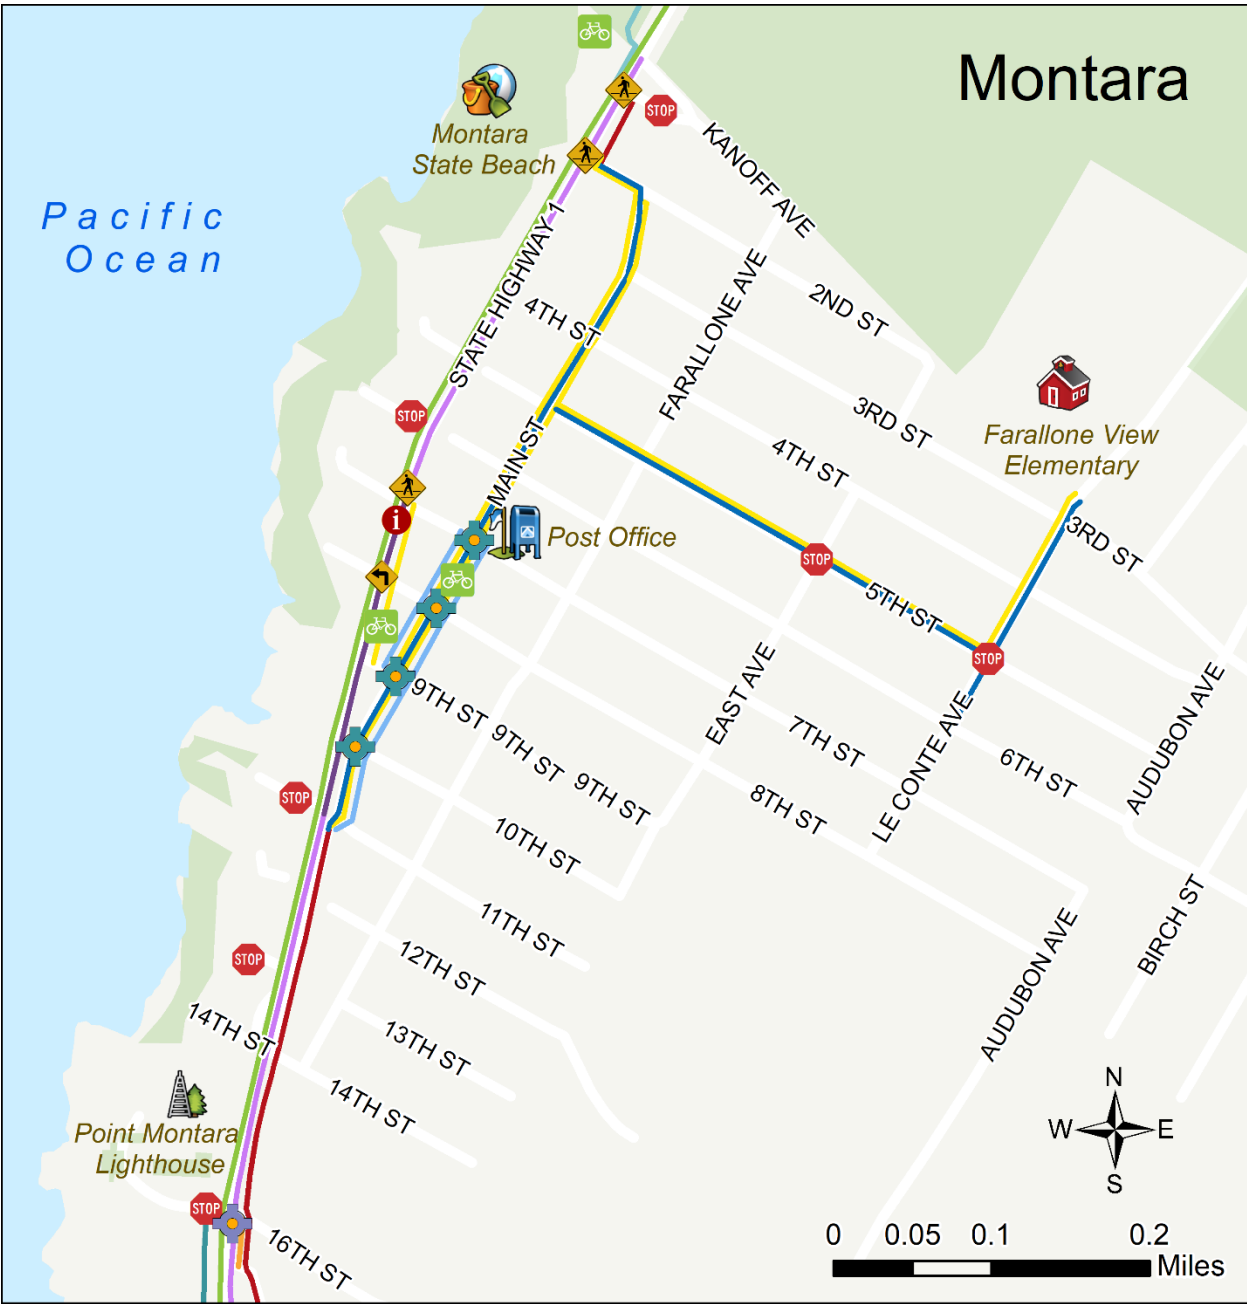 Montara
STOP
KANOFF AVE
Montara
State Beach
Pacific
Ocean
STATE HIGHWAY 1
FARALLONE AVE
2ND ST
4TH ST
3RD ST
Farallone View
Elementary
STOP
4TH ST
MAIN ST
i
Post Office
3RD ST
STOP
5TH ST
STOP
9TH ST
9TH ST
9TH ST
EAST AVE
7TH ST
LE CONTE AVE
6TH ST
AUDUBON AVE
STOP
8TH ST
10TH ST
11TH ST
BIRCH ST
STOP
12TH ST
AUDUBON AVE
14TH ST
13TH ST
14TH ST
N
W
E
S
Point Montara
Lighthouse
STOP
16TH ST
0 0.05 0.1 0.2
Miles